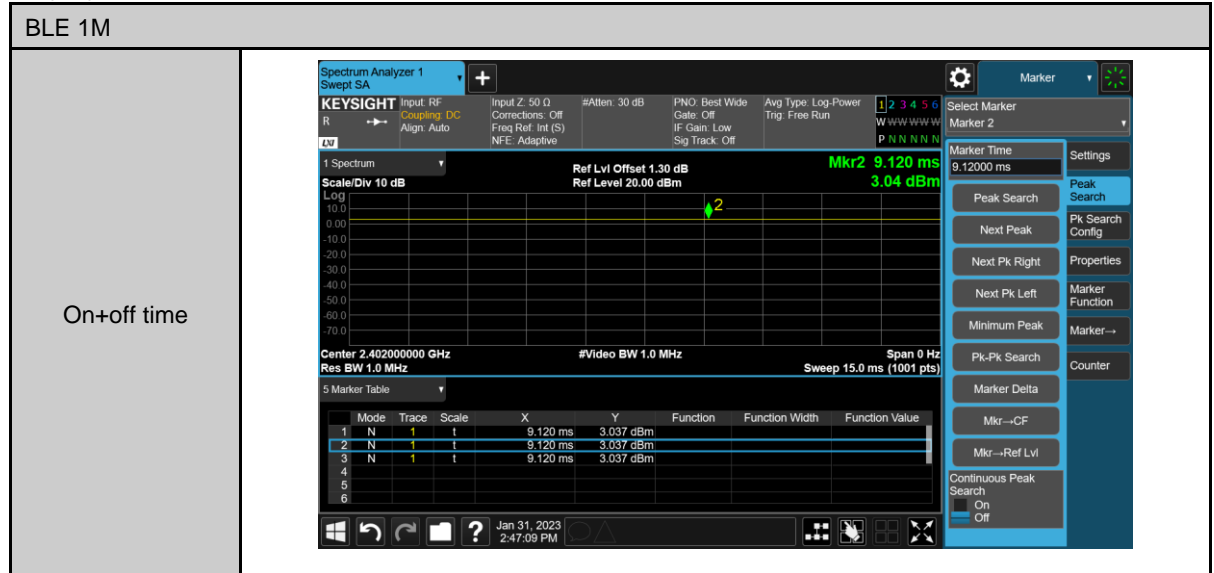 BLE 1M
On+off time
Spectrum Analyzer 1
Swept SA
+
Marker
KEYSIGHT Input: RF Input Z: 50 Ω #Atten: 30 dB PNO: Best Wide Avg Type: Log-Power 1 2 3 4 5 6
R Coupling: DC Corrections: Off Gate: Off Trig: Free Run W W W W W W
Align: Auto Freq Ref: Int (S) IF Gain: Low P N N N N N
LXI NFE: Adaptive Sig Track: Off
Select Marker
Marker 2
1 Spectrum
Scale/Div 10 dB
Ref Lvl Offset 1.30 dB
Ref Level 20.00 dBm
Mkr2 9.120 ms
3.04 dBm
Log
10.0
0.00
-10.0
-20.0
-30.0
-40.0
-50.0
-60.0
-70.0
2
Center 2.402000000 GHz #Video BW 1.0 MHz Span 0 Hz
Res BW 1.0 MHz Sweep 15.0 ms (1001 pts)
5 Marker Table
Mode Trace Scale X Y Function Function Width Function Value
1 N 1 t 9.120 ms 3.037 dBm
2 N 1 t 9.120 ms 3.037 dBm
3 N 1 t 9.120 ms 3.037 dBm
4
5
6
Marker Time
9.12000 ms
Peak Search
Next Peak
Next Pk Right
Next Pk Left
Minimum Peak
Pk-Pk Search
Marker Delta
Mkr→CF
Mkr→Ref Lvl
Continuous Peak
Search
On
Off
Settings
Peak
Search
Pk Search
Config
Properties
Marker
Function
Marker→
Counter
?
Jan 31, 2023
2:47:09 PM